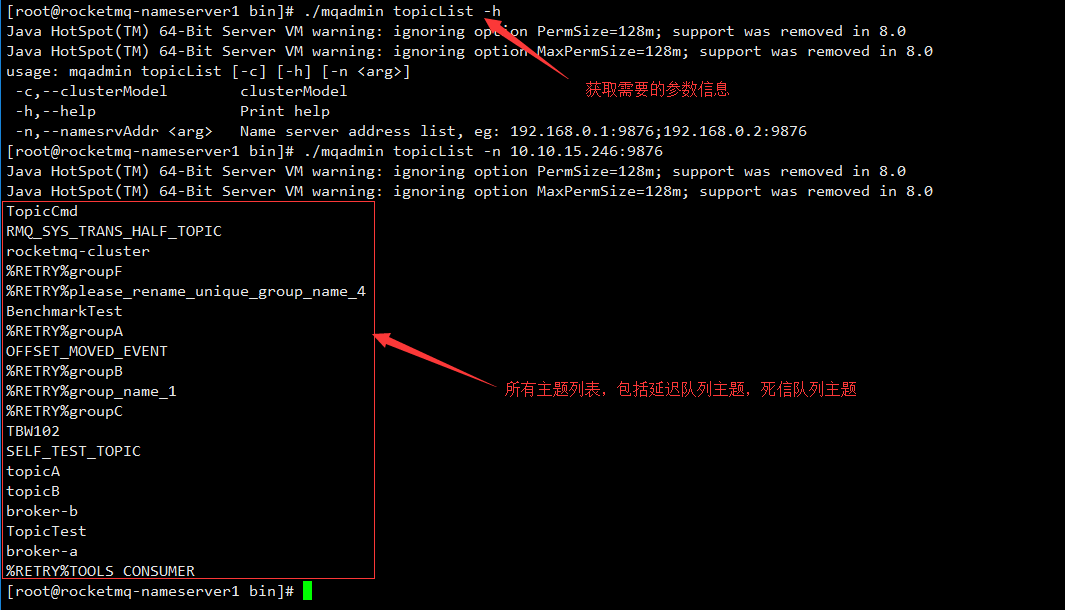 [root@rocketmq-nameserver1 bin]# ./mqadmin topicList -h
Java HotSpot(TM) 64-Bit Server VM warning: ignoring option PermSize=128m; support was removed in 8.0
Java HotSpot(TM) 64-Bit Server VM warning: ignoring option MaxPermSize=128m; support was removed in 8.0
usage: mqadmin topicList [-c] [-h] [-n <arg>]
-c,--clusterModel clusterModel
获取需要的参数信息
-h,--help Print help
-n,--namesrvAddr <arg> Name server address list, eg: 192.168.0.1:9876;192.168.0.2:9876
[root@rocketmq-nameserver1 bin]# ./mqadmin topicList -n 10.10.15.246:9876
Java HotSpot(TM) 64-Bit Server VM warning: ignoring option PermSize=128m; support was removed in 8.0
Java HotSpot(TM) 64-Bit Server VM warning: ignoring option MaxPermSize=128m; support was removed in 8.0
TopicCmd
RMQ_SYS_TRANS_HALF_TOPIC
rocketmq-cluster
%RETRY%groupF
%RETRY%please_rename_unique_group_name_4
BenchmarkTest
%RETRY%groupA
OFFSET_MOVED_EVENT
%RETRY%groupB
%RETRY%group_name_1
所有主题列表，包括延迟队列主题，死信队列主题
%RETRY%groupC
TBW102
SELF_TEST_TOPIC
topicA
topicB
broker-b
TopicTest
broker-a
%RETRY%TOOLS_CONSUMER
[root@rocketmq-nameserver1 bin]#